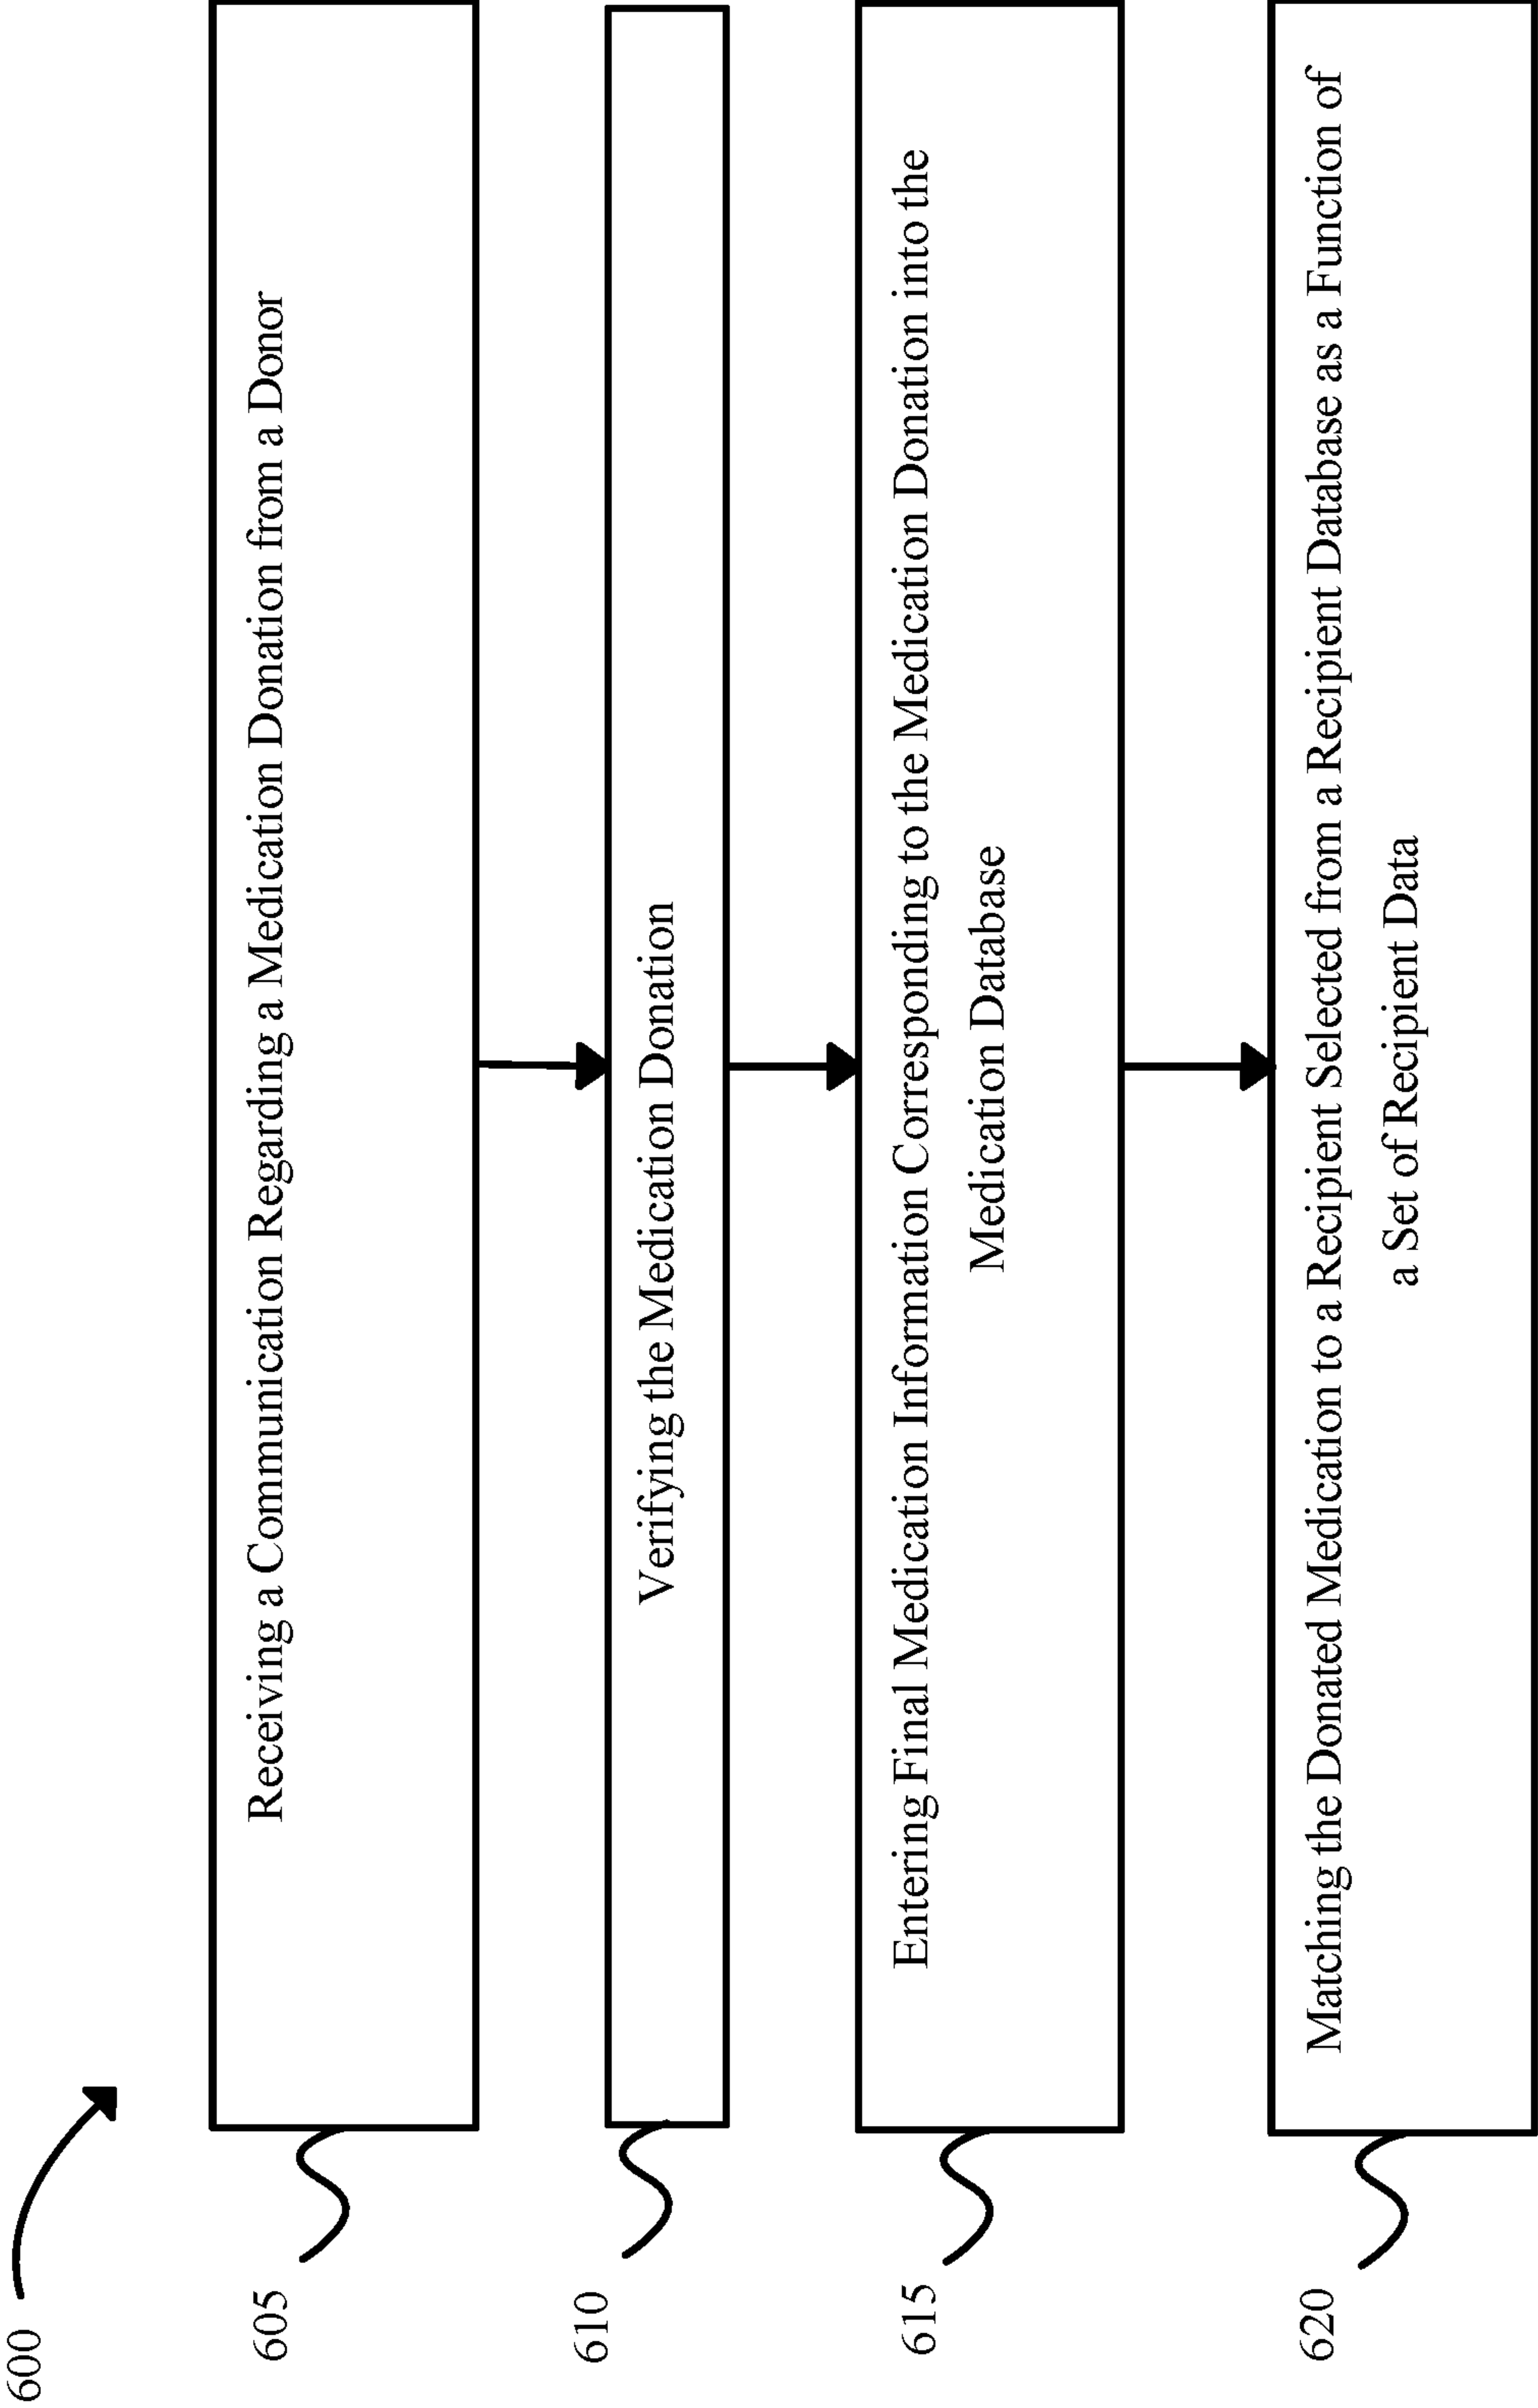 600
605
Receiving a Communication Regarding a Medication Donation from a Donor
610
Verifying the Medication Donation
615
Entering Final Medication Information Corresponding to the Medication Donation into the
Medication Database
620
Matching the Donated Medication to a Recipient Selected from a Recipient Database as a Function of
a Set of Recipient Data